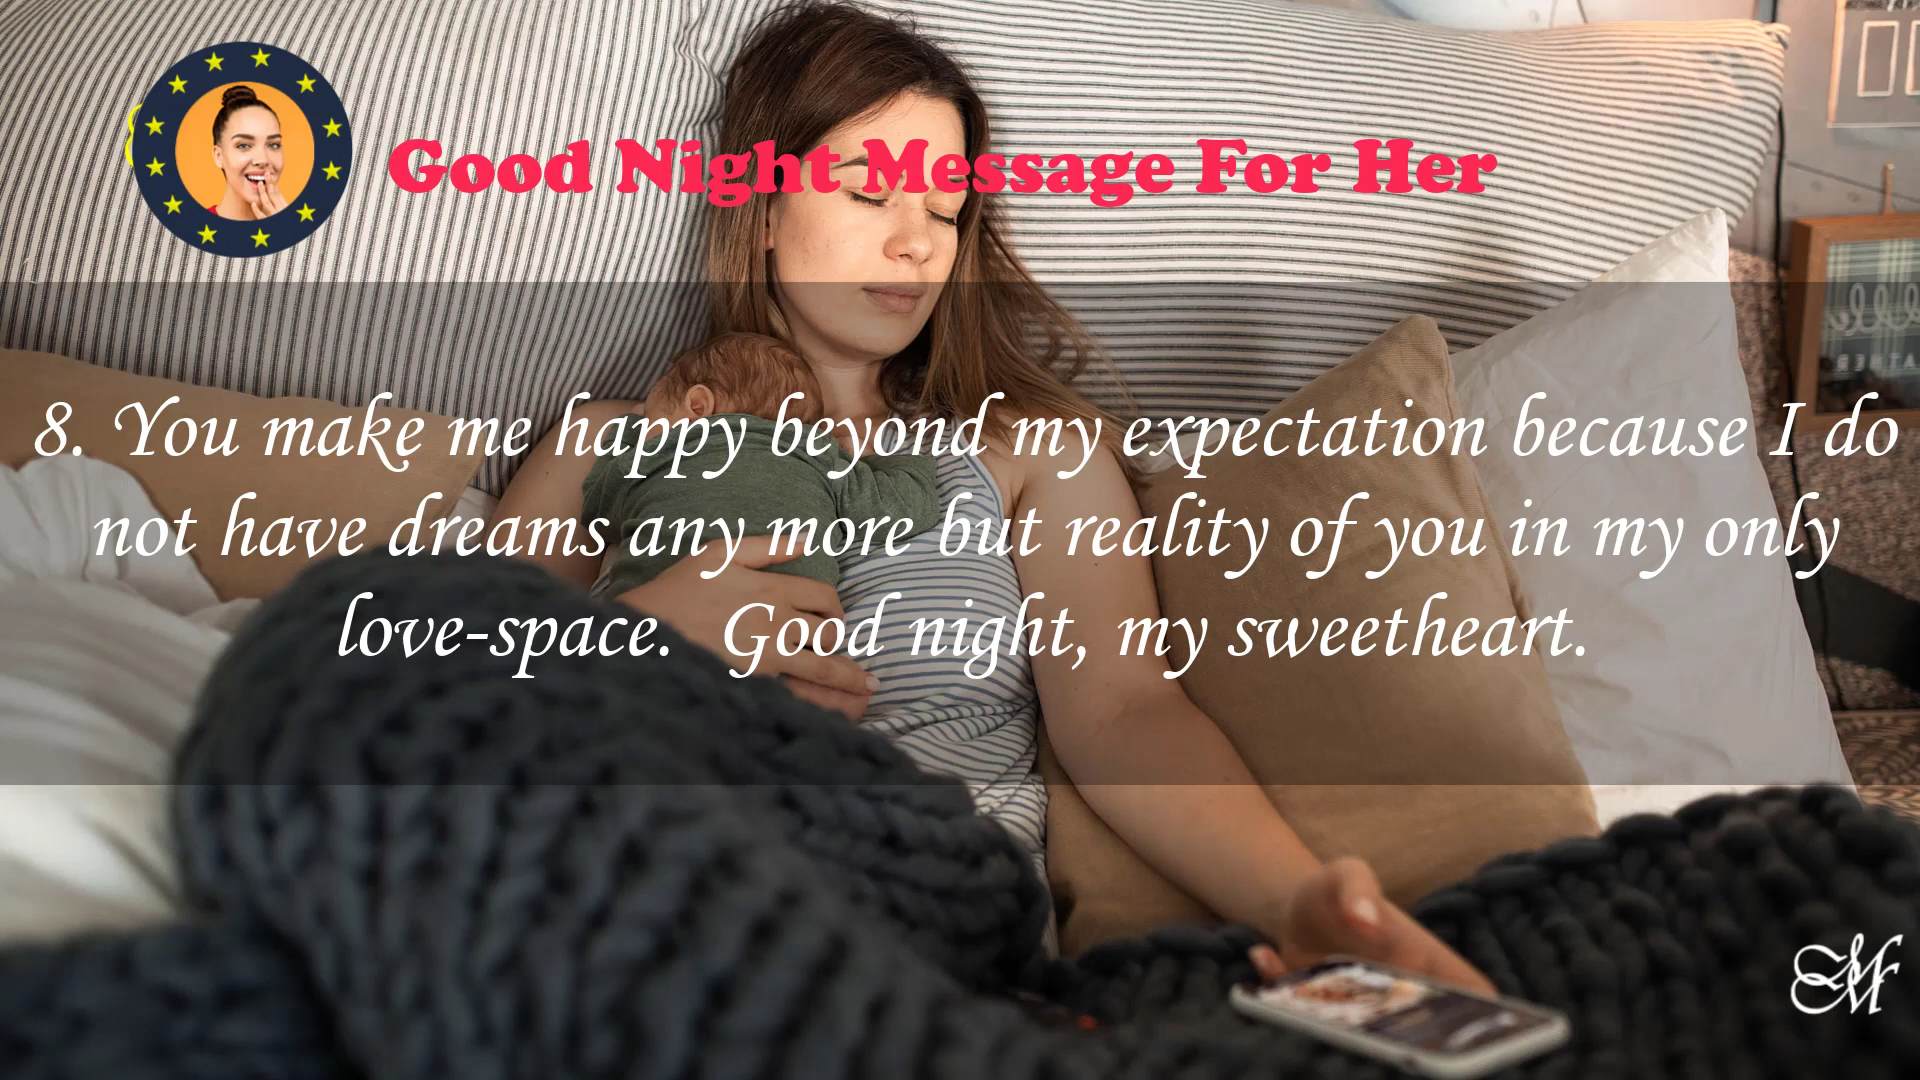 Good Night Message For Her
8. You make me happy beyond my expectation because I do
not have dreams any more but reality of you in my only
love-space.  Good night, my sweetheart.
M